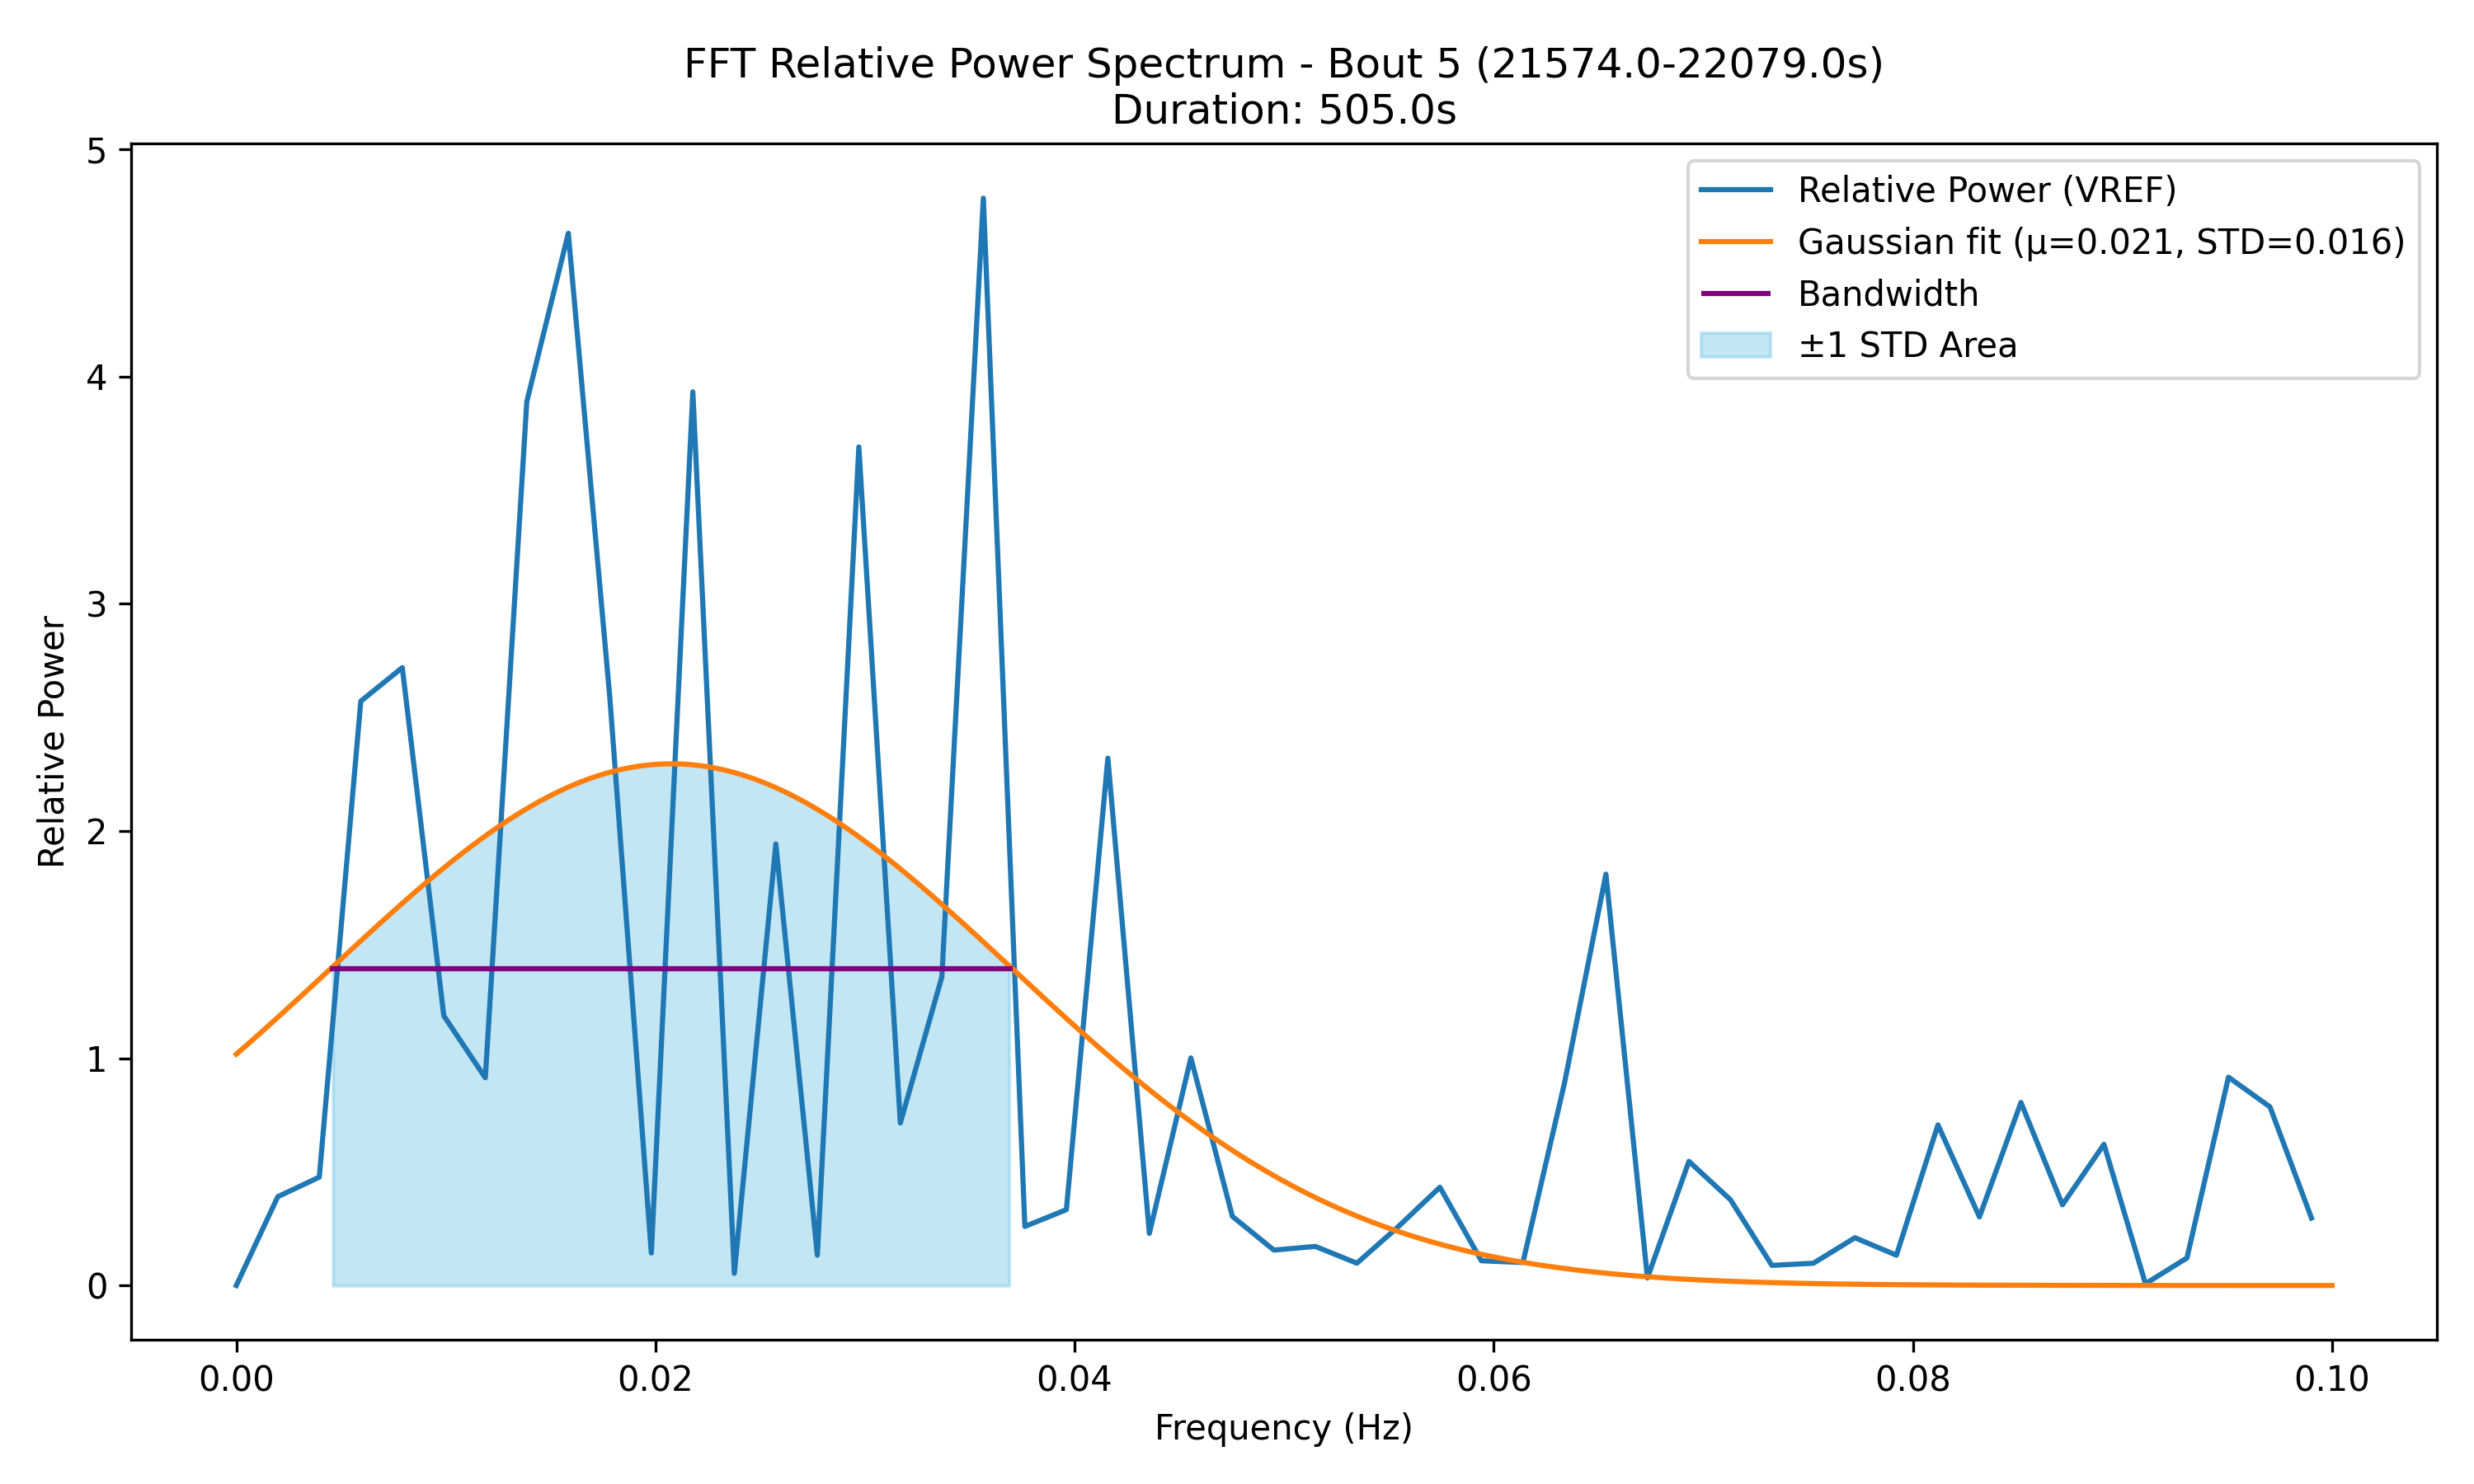 FFT Relative Power Spectrum - Bout 5 (21574.0-22079.0s)
Duration: 505.0s
Relative Power (VREF)
Gaussian fit (μ=0.021, STD=0.016)
Bandwidth
±1 STD Area
Relative Power
5
4
3
2
1
0
0.00
0.02
0.04
0.06
0.08
0.10
Frequency (Hz)